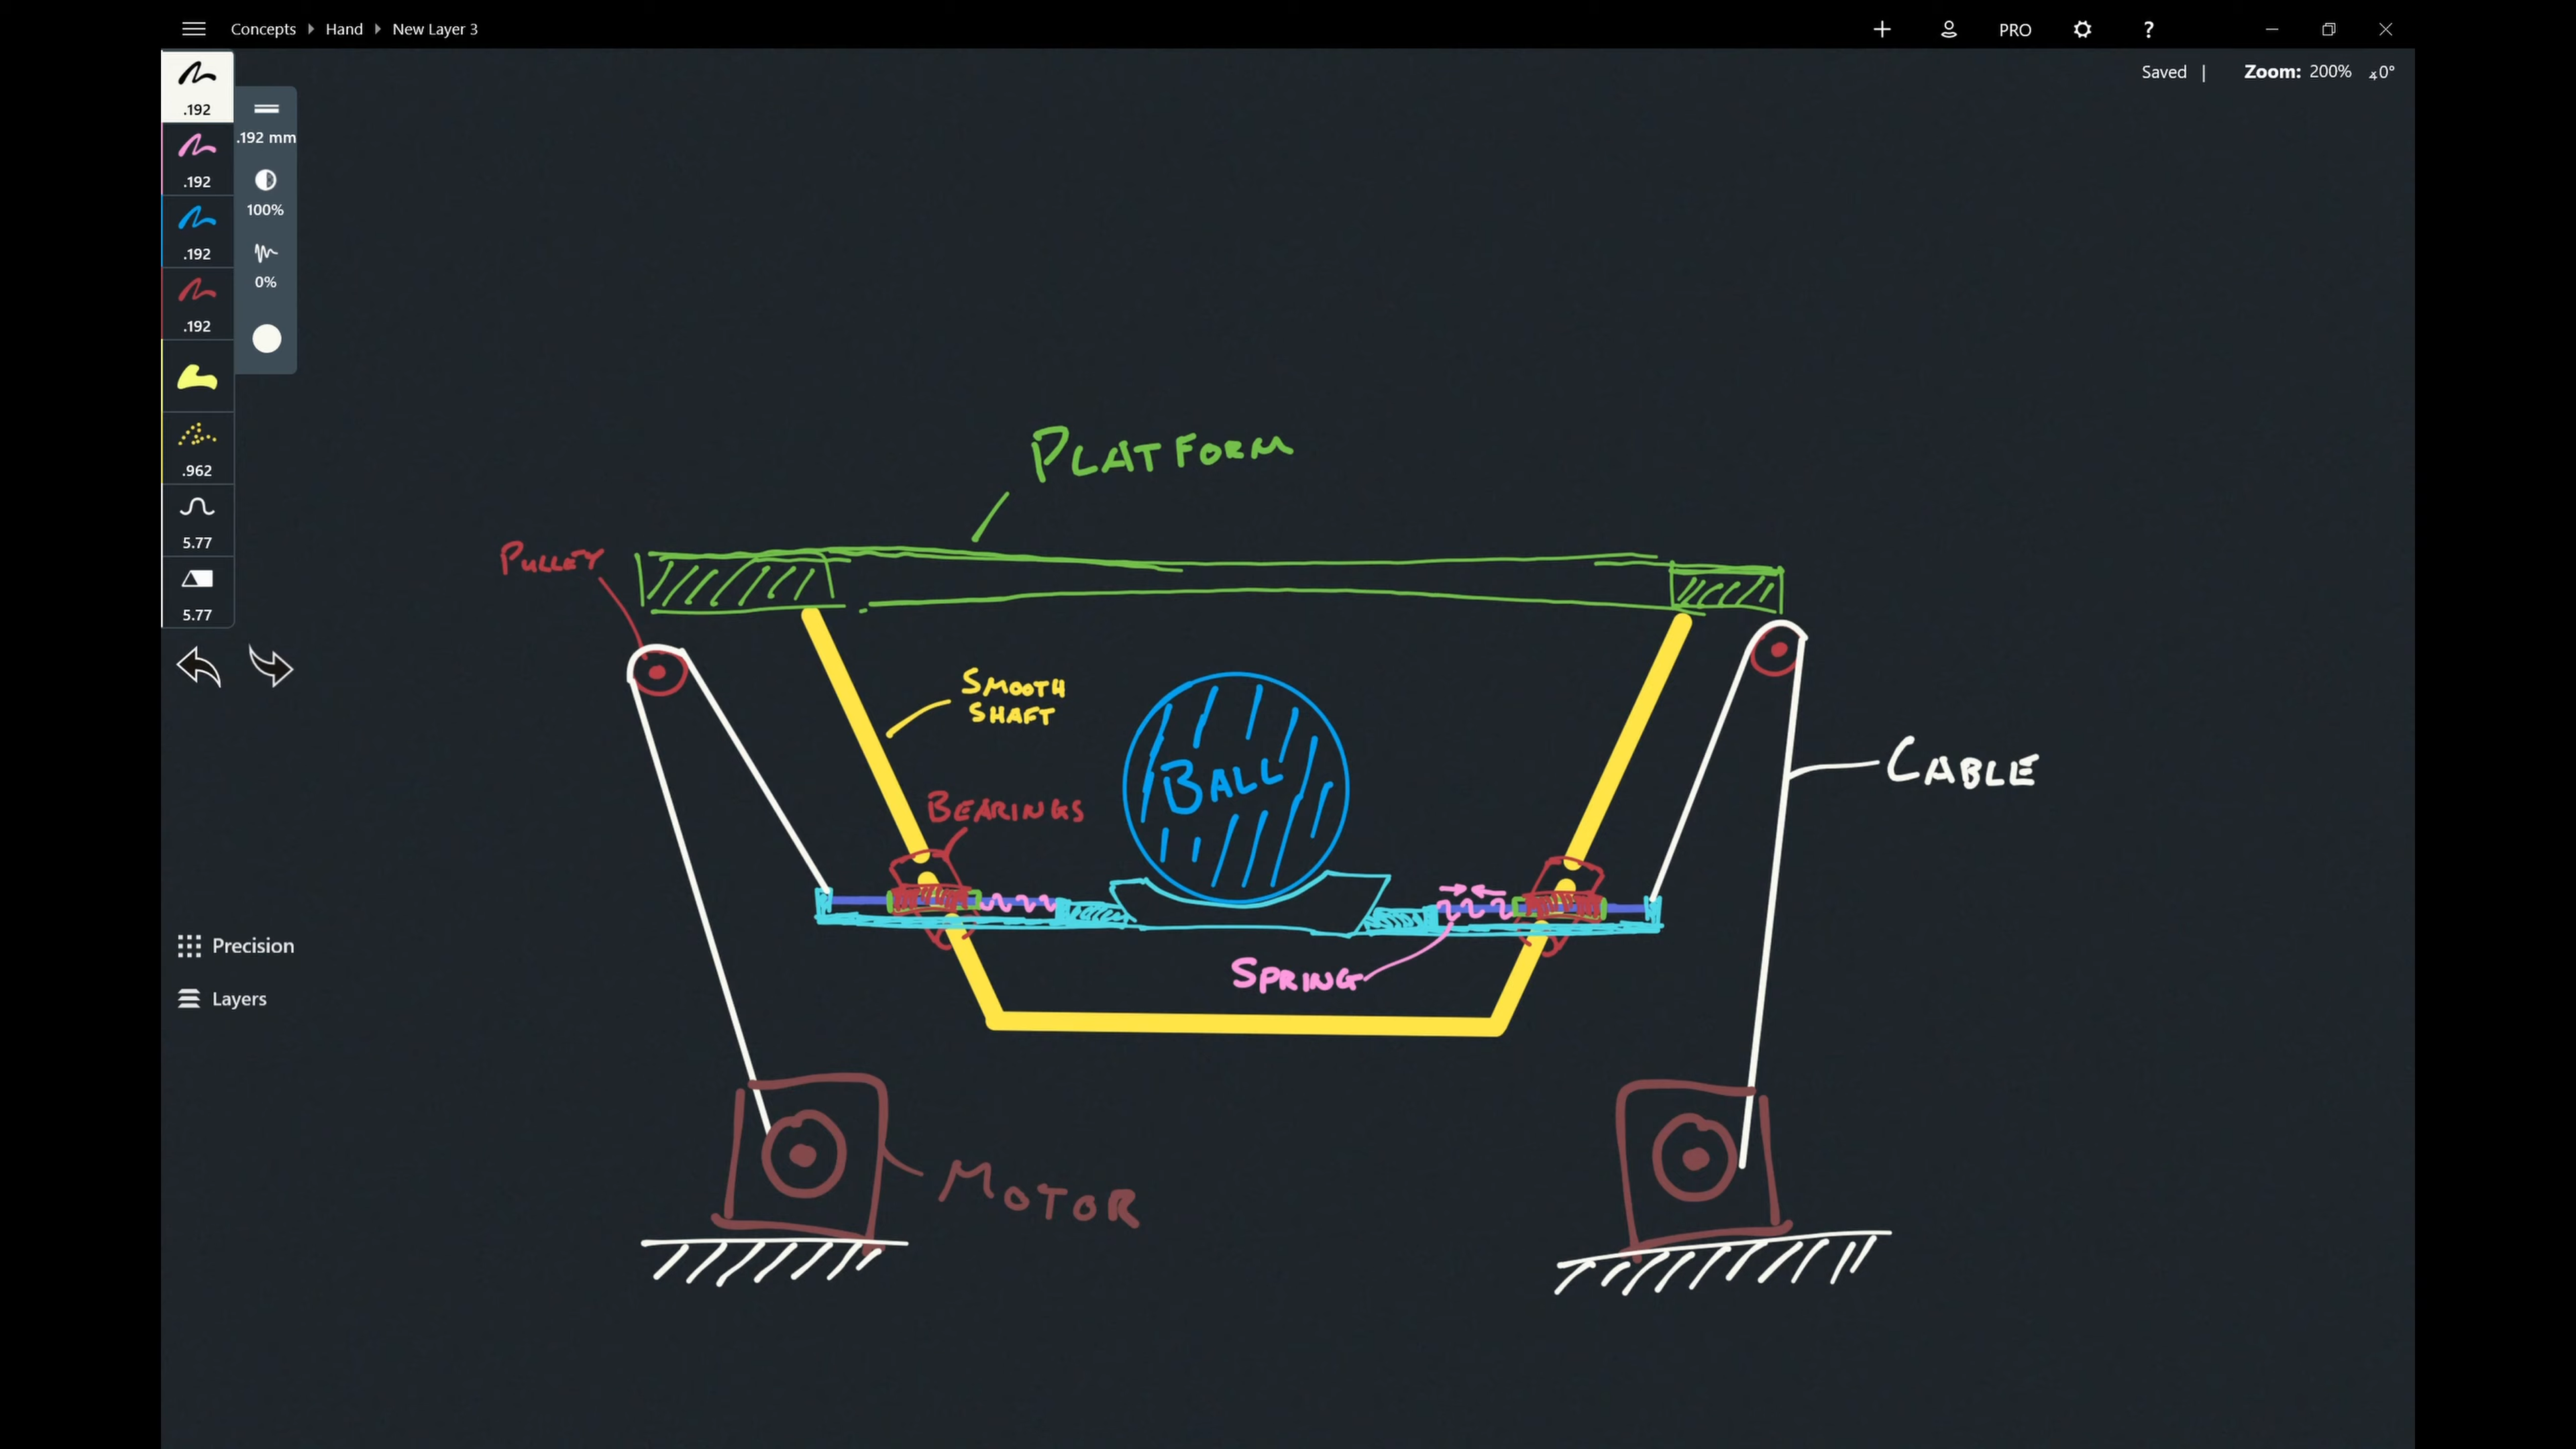 Concepts Hand New Layer 3
PRO
Saved | Zoom: 200% 0°
.192
.192 mm
.192
100%
.192
0%
.192
.962
5.77
5.77
Precision
Layers
PLATFORM
PULLEY
SMOOTH
SHAFT
BALL
CABLE
BEARINGS
SPRING
MOTOR